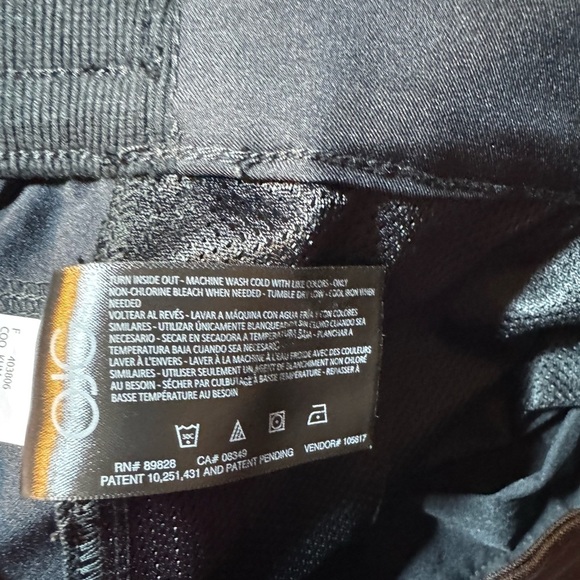 TURN INSIDE OUT - MACHINE WASH COLD WITH LIKE COLORS - ONLY
NON-CHLORINE BLEACH WHEN NEEDED - TUMBLE DRY LOW - COOL IRON WHEN
NEEDED
VOLTEAR AL REVÉS - LAVAR A MÁQUINA CON AGUA FRÍA Y CON COLORES
SIMILARES - UTILIZAR ÚNICAMENTE BLANQUEADOR SIN CLORO CUANDO SEA
NECESARIO - SECAR EN SECADORA A TEMPERATURA BAJA - PLANCHAR A
TEMPERATURA BAJA CUANDO SEA NECESARIO
LAVER À L'ENVERS - LAVER À LA MACHINE À L'EAU FROIDE AVEC DES COULEURS
SIMILAIRES - UTILISER SEULEMENT UN AGENT DE BLANCHIMENT NON CHLORÉ
AU BESOIN - SÉCHER PAR CULBUTAGE À BASSE TEMPÉRATURE - REPASSER À
BASSE TEMPÉRATURE AU BESOIN
30C
RN# 89828 CA# 08349 VENDOR# 105817
PATENT 10,251,431 AND PATENT PENDING
403806